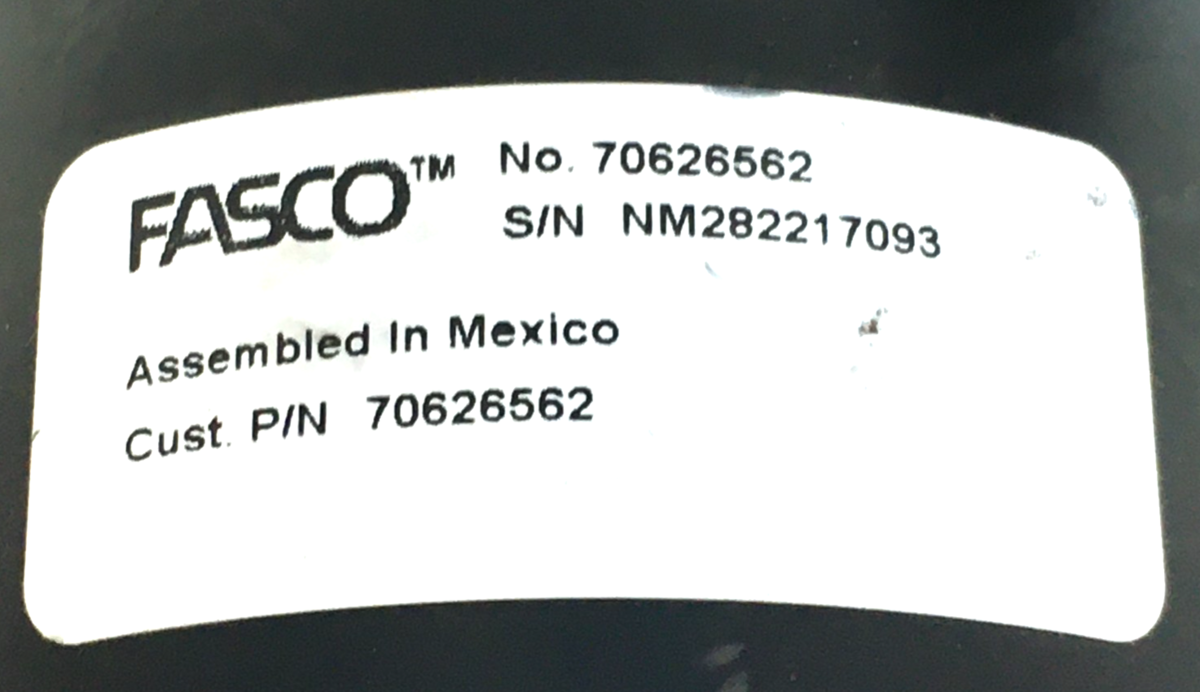 FASCO™ No. 70626562
S/N NM282217093
Assembled In Mexico
Cust. P/N 70626562